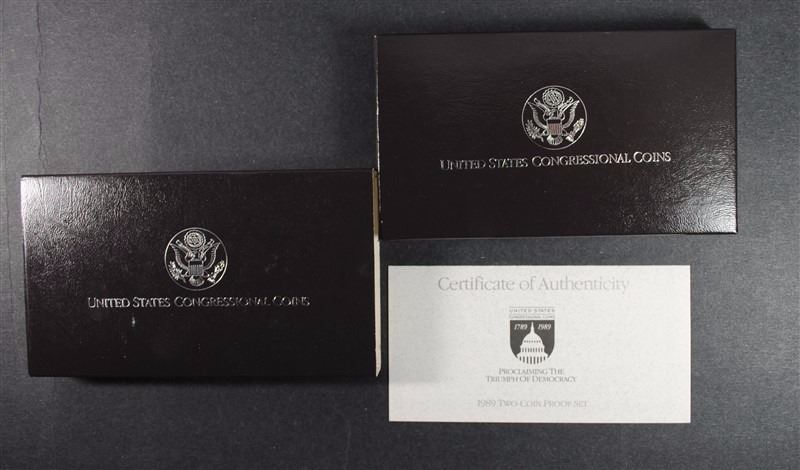 UNITED STATES CONGRESSIONAL COINS
UNITED STATES CONGRESSIONAL COINS
Certificate of Authenticity
UNITED STATES
CONGRESSIONAL COINS
1789 1989
PROCLAIMING THE
TRIUMPH OF DEMOCRACY
1989 TWO-COIN PROOF SET